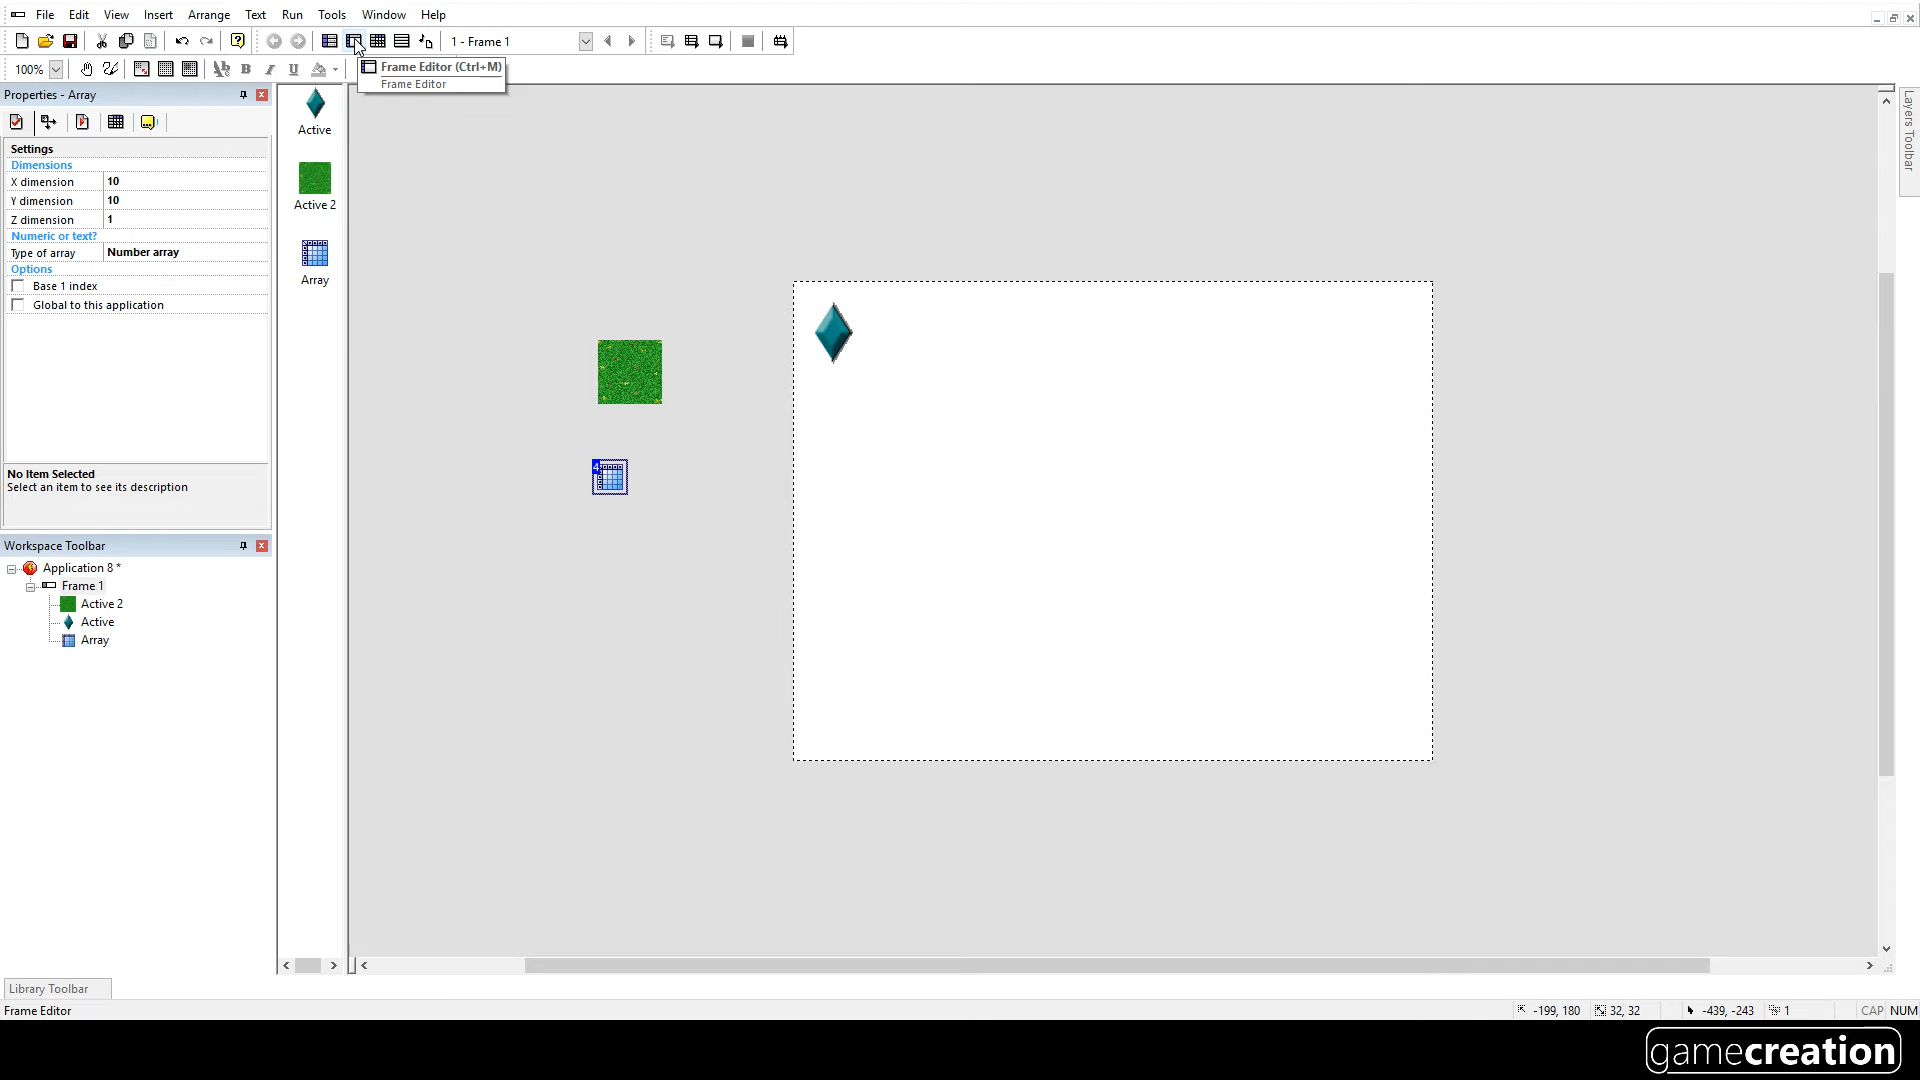 File Edit View Insert Arrange Text Run Tools Window Help
1 - Frame 1
100% Ab B I U
Frame Editor (Ctrl+M)
Frame Editor
Properties - Array
Settings
Dimensions
X dimension 10
Y dimension 10
Z dimension 1
Numeric or text?
Type of array Number array
Options
Base 1 index
Global to this application
No Item Selected
Select an item to see its description
Active
Active 2
Array
4
Layers Toolbar
Workspace Toolbar
Application 8 *
Frame 1
Active 2
Active
Array
Library Toolbar
Frame Editor -199, 180 32, 32 -439, -243 1 CAP NUM
gamecreation